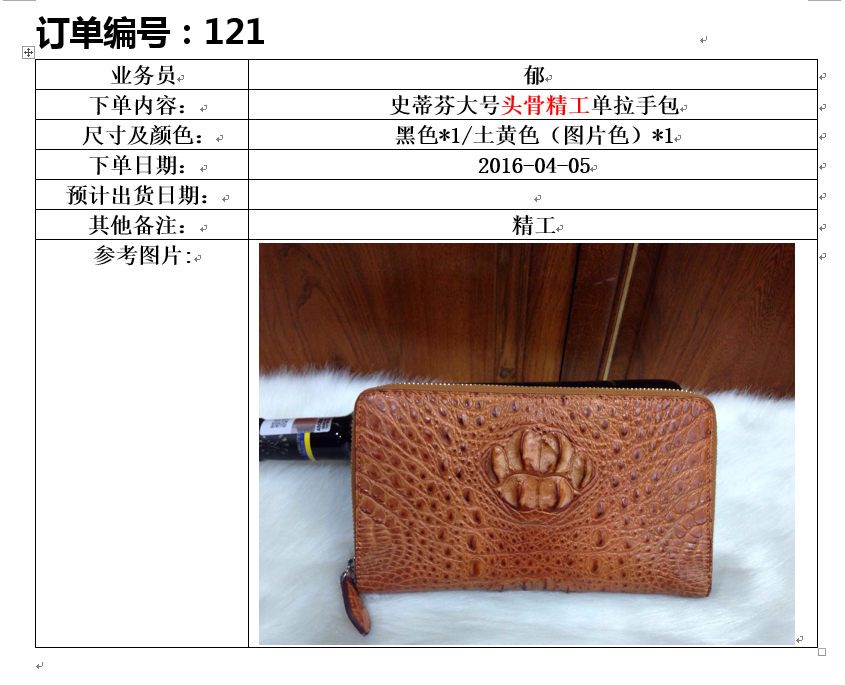 订单编号：121
业务员
郁
下单内容：
史蒂芬大号头骨精工单拉手包
尺寸及颜色：
黑色*1/土黄色（图片色）*1
下单日期：
2016-04-05
预计出货日期：
其他备注：
精工
参考图片: